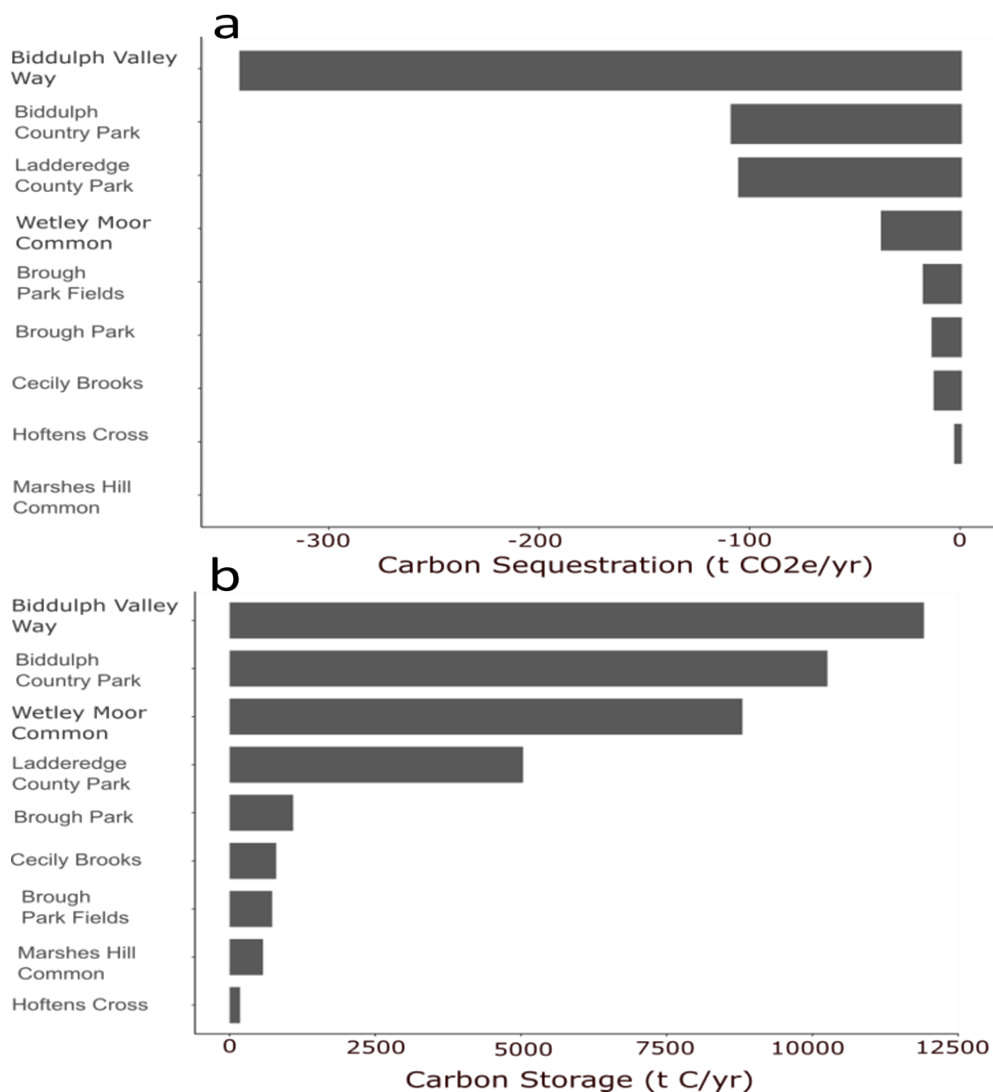 a
Biddulph Valley
Way
Biddulph
Country Park
Ladderedge
County Park
Wetley Moor
Common
Brough
Park Fields
Brough Park
Cecily Brooks
Hoftens Cross
Marshes Hill
Common
-300 -200 -100 0
Carbon Sequestration (t CO2e/yr)
b
Biddulph Valley
Way
Biddulph
Country Park
Wetley Moor
Common
Ladderedge
County Park
Brough Park
Cecily Brooks
Brough
Park Fields
Marshes Hill
Common
Hoftens Cross
0 2500 5000 7500 10000 12500
Carbon Storage (t C/yr)